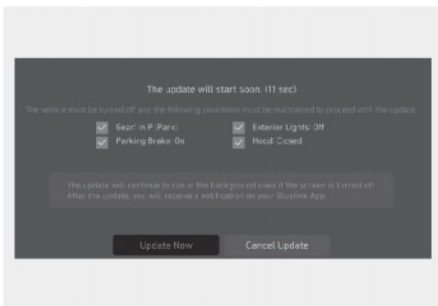 The update will start soon. (11 sec)
The vehicle must be turned off and the following conditions must be maintained to proceed with the update.
Gear: In P (Park)
Exterior Lights: Off
Parking Brake: On
Hood: Closed
The update will continue to run in the background even if the screen is turned off.
After the update, you will receive a notification on your Bluelink App.
Update Now
Cancel Update